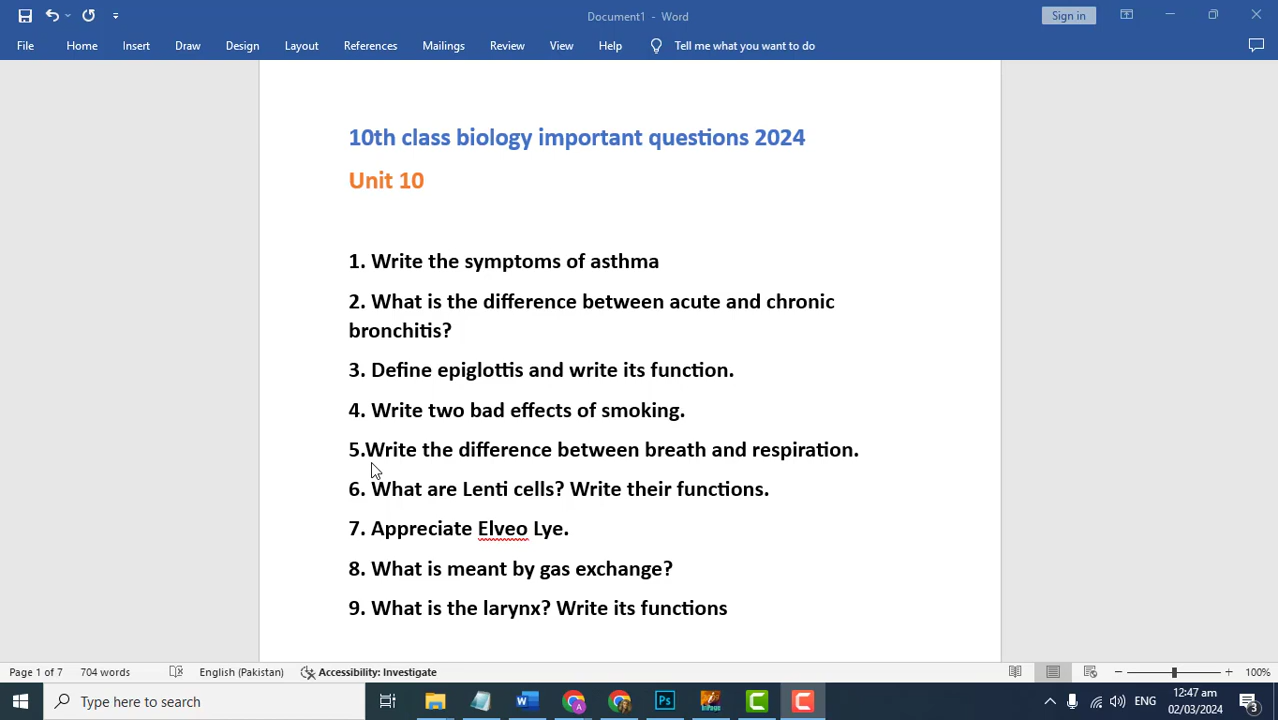 Document1 - Word
Sign in
File Home Insert Draw Design Layout References Mailings Review View Help Tell me what you want to do
10th class biology important questions 2024
Unit 10
1. Write the symptoms of asthma
2. What is the difference between acute and chronic
bronchitis?
3. Define epiglottis and write its function.
4. Write two bad effects of smoking.
5.Write the difference between breath and respiration.
6. What are Lenti cells? Write their functions.
7. Appreciate Elveo Lye.
8. What is meant by gas exchange?
9. What is the larynx? Write its functions
Page 1 of 7 704 words English (Pakistan) Accessibility: Investigate 100%
Type here to search
W A Ps InPage C C ENG 12:47 am
02/03/2024 3